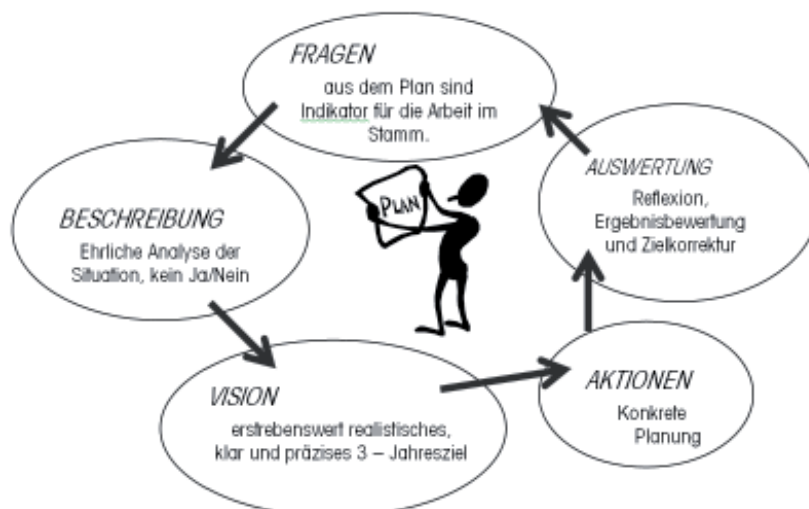 FRAGEN
aus dem Plan sind
Indikator für die Arbeit im
Stamm.
BESCHREIBUNG
Ehrliche Analyse der
Situation, kein Ja/Nein
VISION
erstrebenswert realistisches,
klar und präzises 3 – Jahresziel
AKTIONEN
Konkrete
Planung
AUSWERTUNG
Reflexion,
Ergebnisbewertung
und Zielkorrektur
PLAN